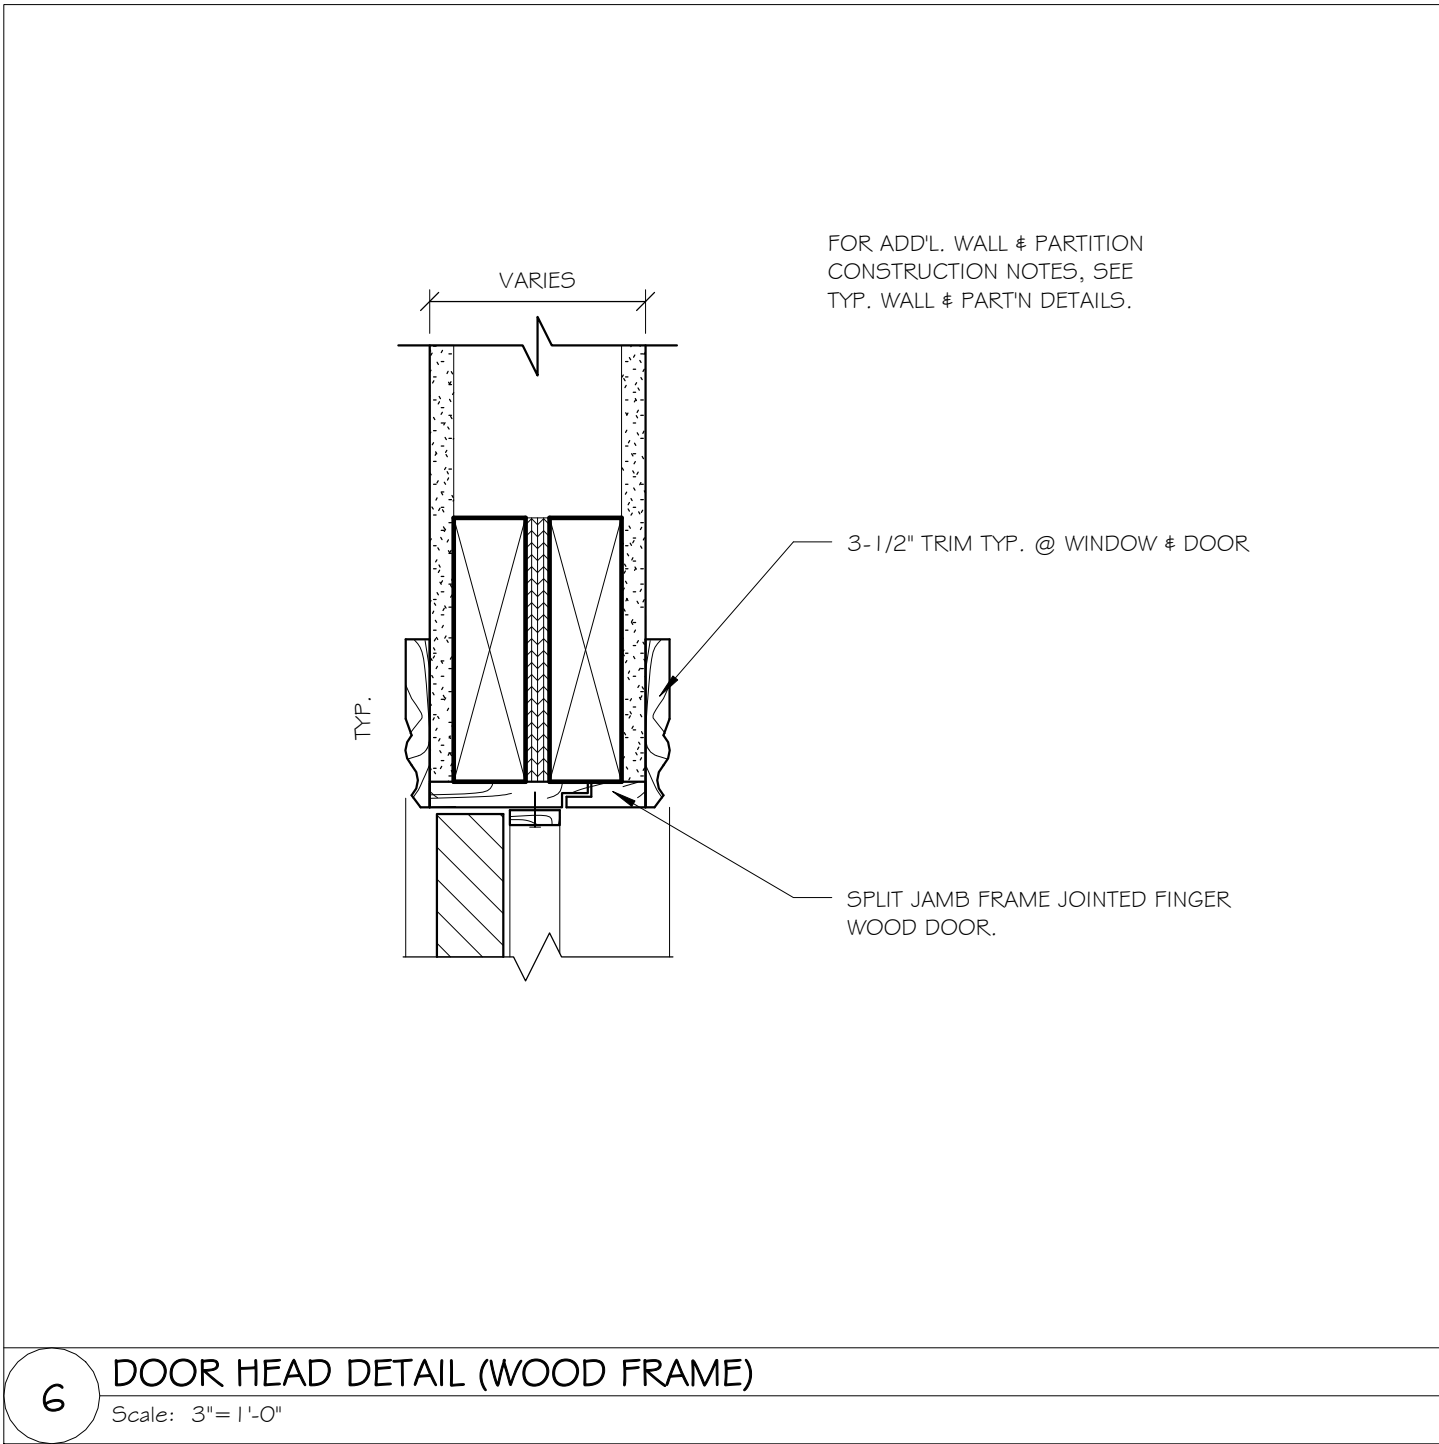 FOR ADD'L. WALL & PARTITION
CONSTRUCTION NOTES, SEE
TYP. WALL & PART'N DETAILS.
VARIES
3-1/2" TRIM TYP. @ WINDOW & DOOR
TYP.
SPLIT JAMB FRAME JOINTED FINGER
WOOD DOOR.
6
DOOR HEAD DETAIL (WOOD FRAME)
Scale: 3"=1'-0"